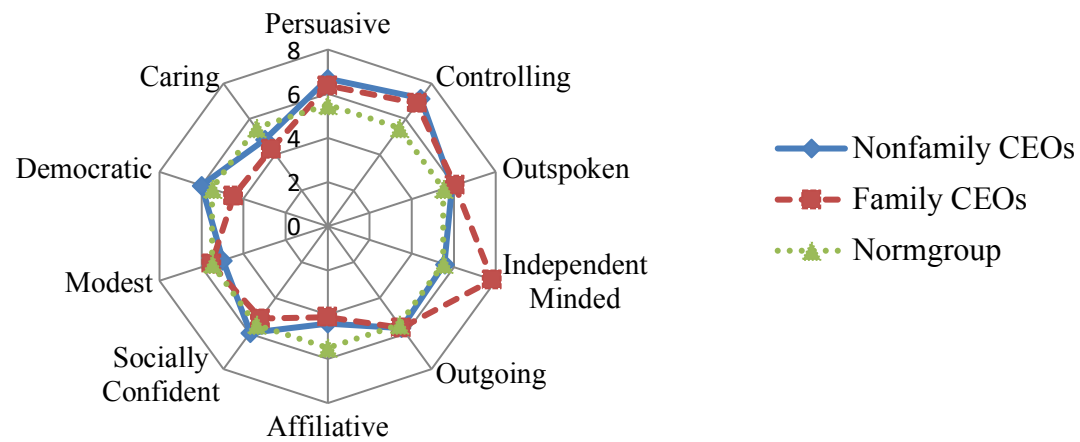 Persuasive
8
Caring
Controlling
6
4
Democratic
Outspoken
2
0
Modest
Independent
Minded
Socially
Confident
Outgoing
Affiliative
Nonfamily CEOs
Family CEOs
Normgroup